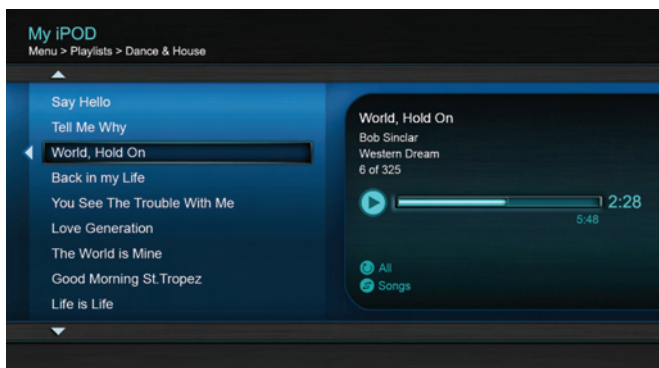 My iPOD
Menu > Playlists > Dance & House
Say Hello
Tell Me Why
World, Hold On
Back in my Life
You See The Trouble With Me
Love Generation
The World is Mine
Good Morning St.Tropez
Life is Life
World, Hold On
Bob Sinclar
Western Dream
6 of 325
2:28
5:48
All
Songs